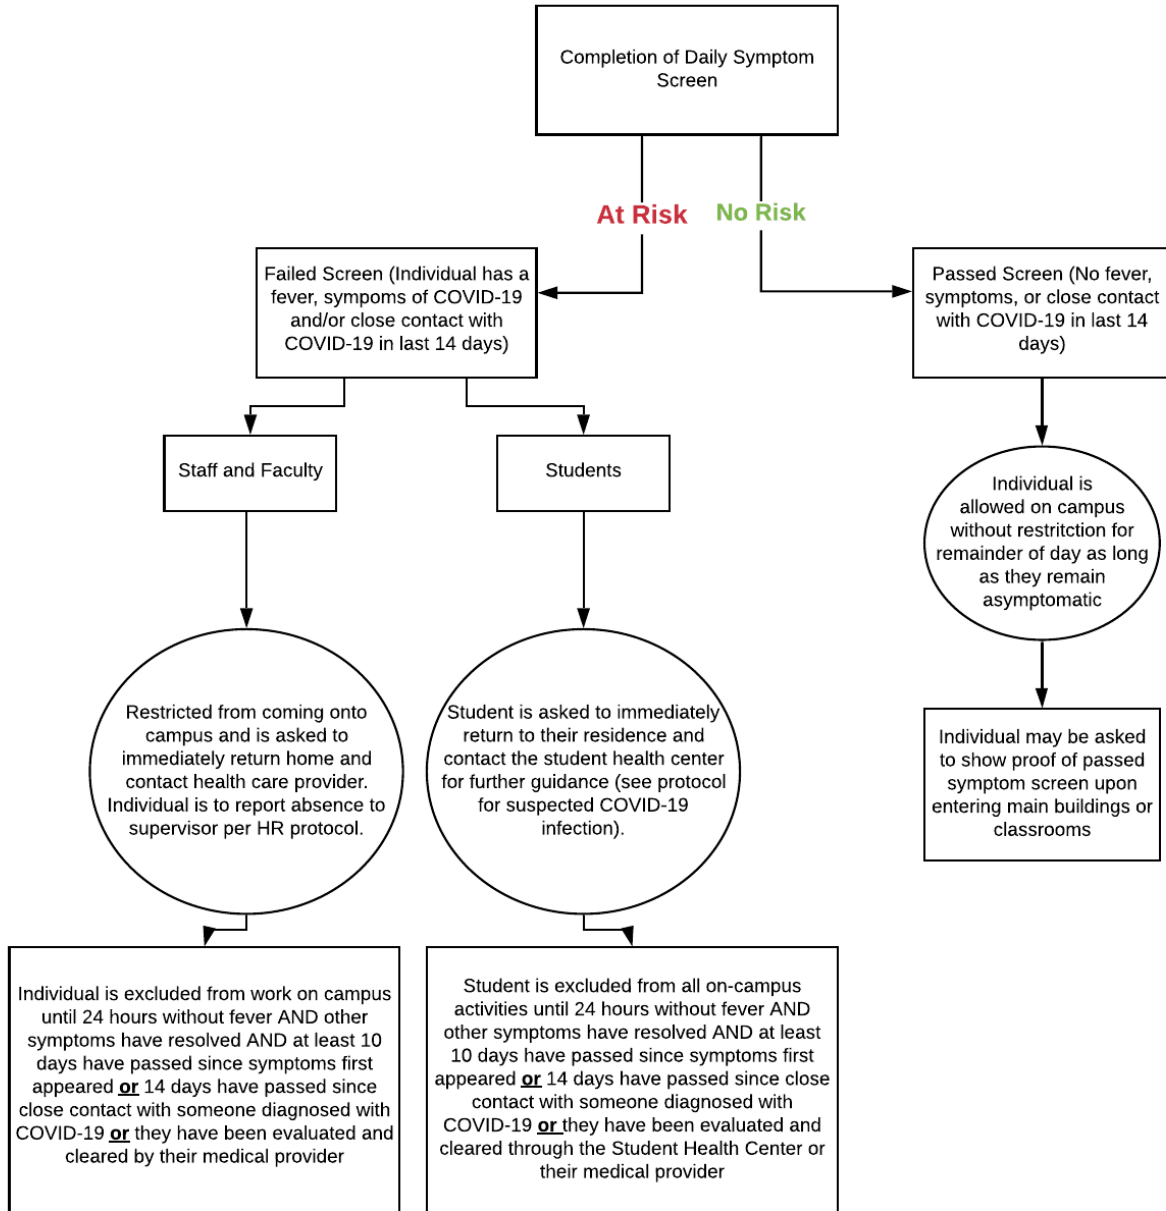 Completion of Daily Symptom
Screen
At Risk
No Risk
Failed Screen (Individual has a
fever, sympoms of COVID-19
and/or close contact with
COVID-19 in last 14 days)
Passed Screen (No fever,
symptoms, or close contact
with COVID-19 in last 14
days)
Staff and Faculty
Students
Individual is
allowed on campus
without restritction for
remainder of day as long
as they remain
asymptomatic
Restricted from coming onto
campus and is asked to
immediately return home and
contact health care provider.
Individual is to report absence to
supervisor per HR protocol.
Student is asked to immediately
return to their residence and
contact the student health center
for further guidance (see protocol
for suspected COVID-19
infection).
Individual may be asked
to show proof of passed
symptom screen upon
entering main buildings or
classrooms
Individual is excluded from work on campus
until 24 hours without fever AND other
symptoms have resolved AND at least 10
days have passed since symptoms first
appeared or 14 days have passed since
close contact with someone diagnosed with
COVID-19 or they have been evaluated and
cleared by their medical provider
Student is excluded from all on-campus
activities until 24 hours without fever AND
other symptoms have resolved AND at least
10 days have passed since symptoms first
appeared or 14 days have passed since close
contact with someone diagnosed with
COVID-19 or they have been evaluated and
cleared through the Student Health Center or
their medical provider